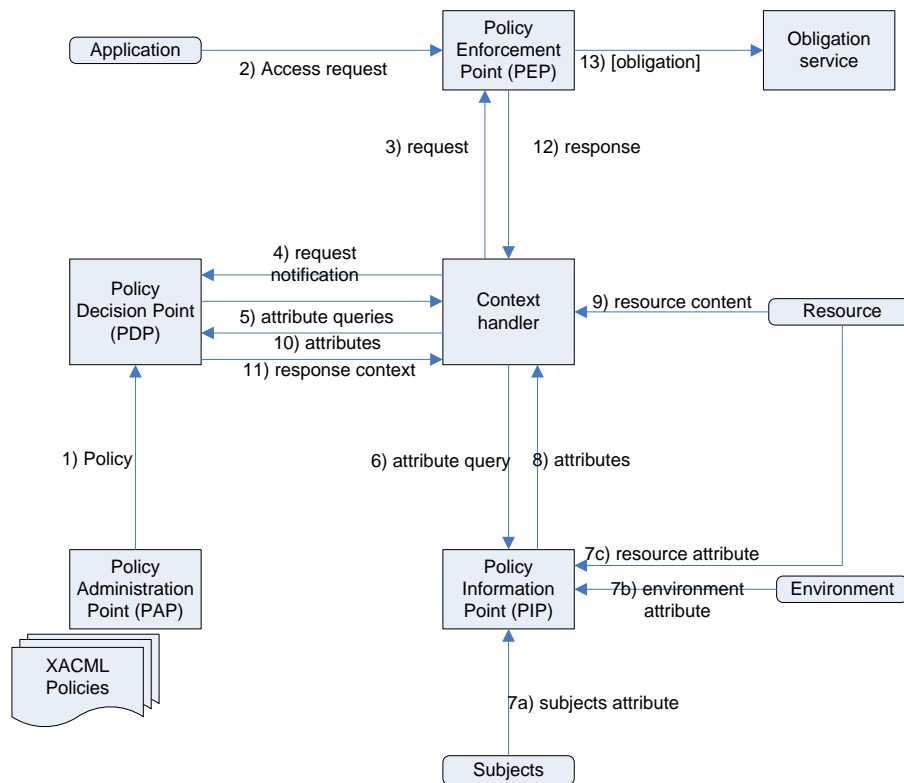 Application
2) Access request
Policy
Enforcement
Point (PEP)
13) [obligation]
Obligation
service
3) request
12) response
4) request
notification
Policy
Decision Point
(PDP)
5) attribute queries
10) attributes
11) response context
Context
handler
9) resource content
Resource
1) Policy
6) attribute query
8) attributes
Policy
Administration
Point (PAP)
Policy
Information
Point (PIP)
7c) resource attribute
7b) environment
attribute
Environment
XACML
Policies
7a) subjects attribute
Subjects